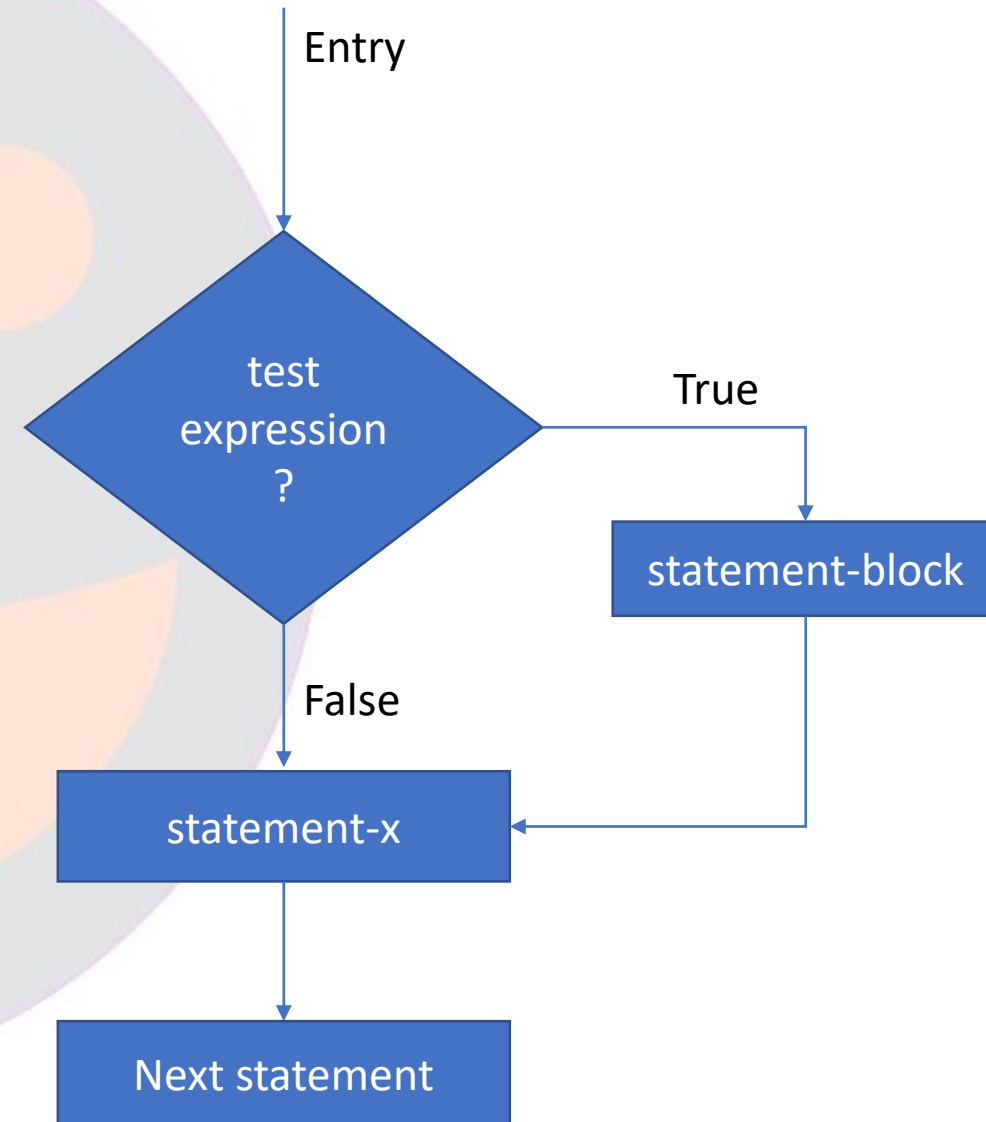 Entry
test
expression
?
True
statement-block
False
statement-x
Next statement